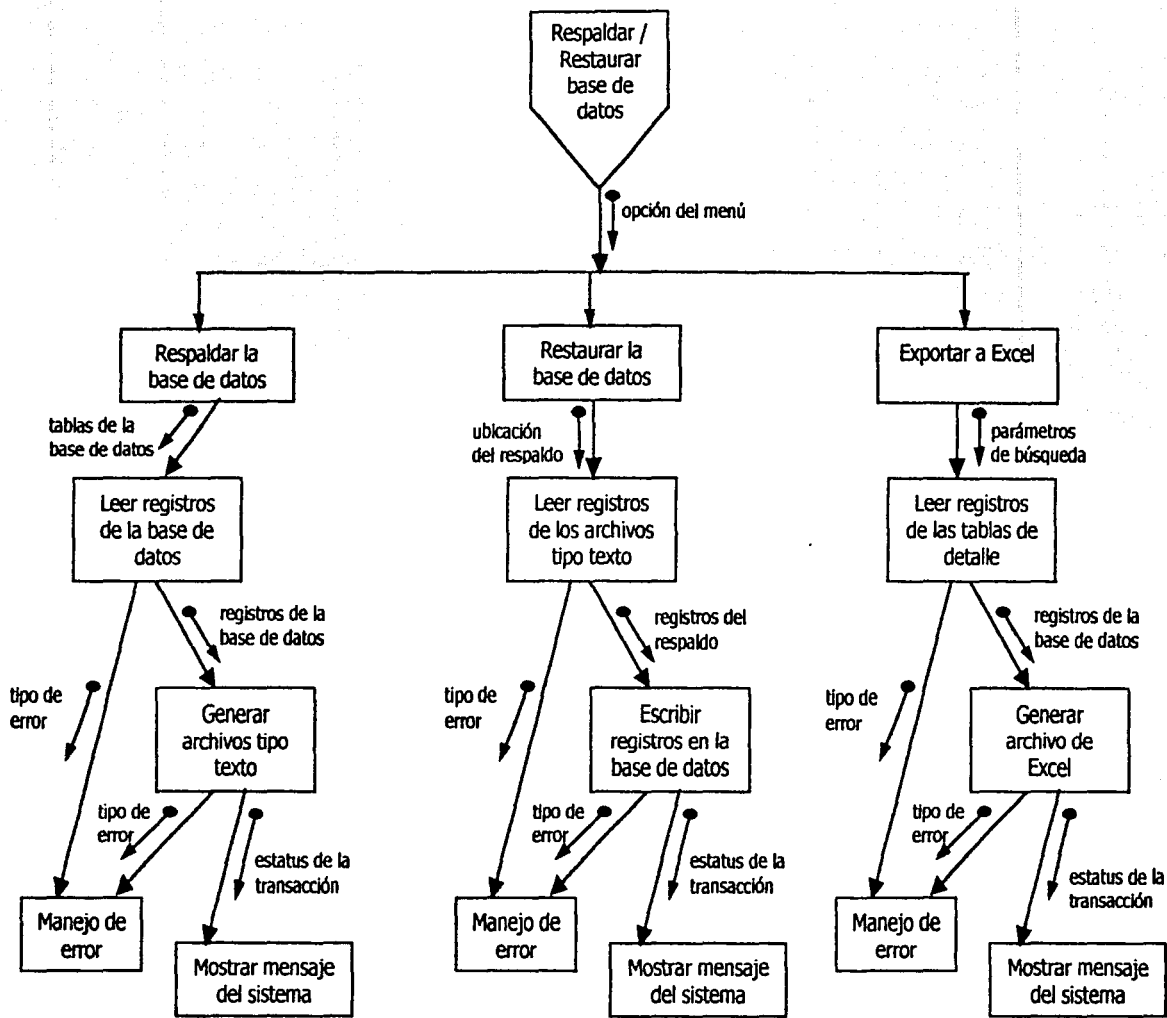 Respaldar /
Restaurar
base de
datos
opción del menú
Respaldar la
base de datos
Restaurar la
base de datos
Exportar a Excel
tablas de la
base de datos
ubicación
del respaldo
parámetros
de búsqueda
Leer registros
de la base de
datos
Leer registros
de los archivos
tipo texto
Leer registros
de las tablas de
detalle
registros de la
base de datos
registros del
respaldo
registros de la
base de datos
tipo de
error
Generar
archivos tipo
texto
tipo de
error
Escribir
registros en la
base de datos
tipo de
error
Generar
archivo de
Excel
tipo de
error
estatus de la
transacción
tipo de
error
estatus de la
transacción
tipo de
error
estatus de la
transacción
Manejo de
error
Mostrar mensaje
del sistema
Manejo de
error
Mostrar mensaje
del sistema
Manejo de
error
Mostrar mensaje
del sistema